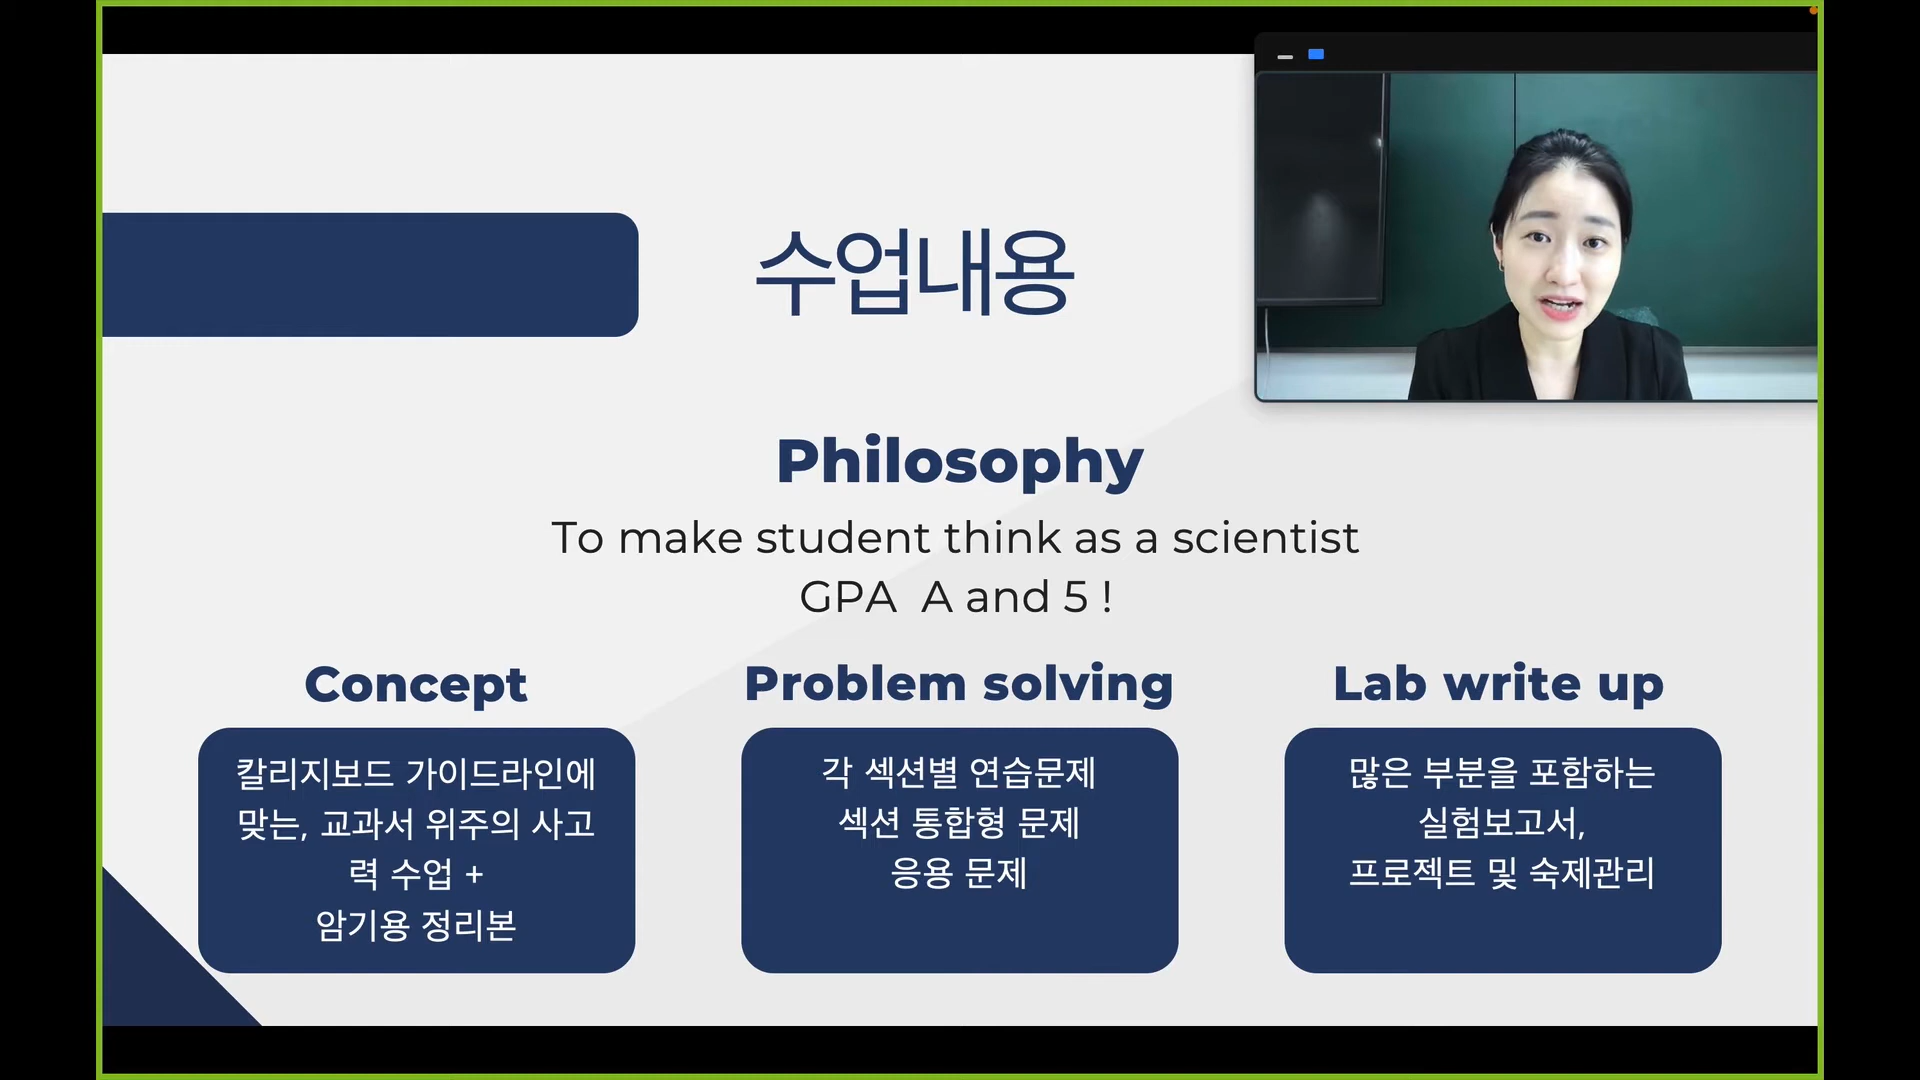 수업내용
Philosophy
To make student think as a scientist
GPA  A and 5 !
Concept
칼리지보드 가이드라인에
맞는, 교과서 위주의 사고
력 수업 +
암기용 정리본
Problem solving
각 섹션별 연습문제
섹션 통합형 문제
응용 문제
Lab write up
많은 부분을 포함하는
실험보고서,
프로젝트 및 숙제관리